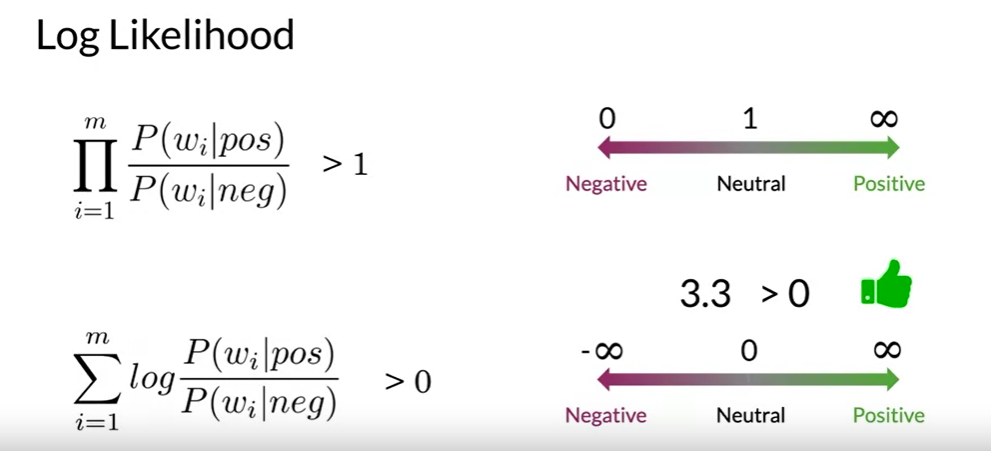 Log Likelihood
∏_{i=1}^{m} P(w_i|pos) / P(w_i|neg) > 1
0 1 ∞
Negative Neutral Positive
3.3 > 0
∑_{i=1}^{m} log P(w_i|pos) / P(w_i|neg) > 0
-∞ 0 ∞
Negative Neutral Positive